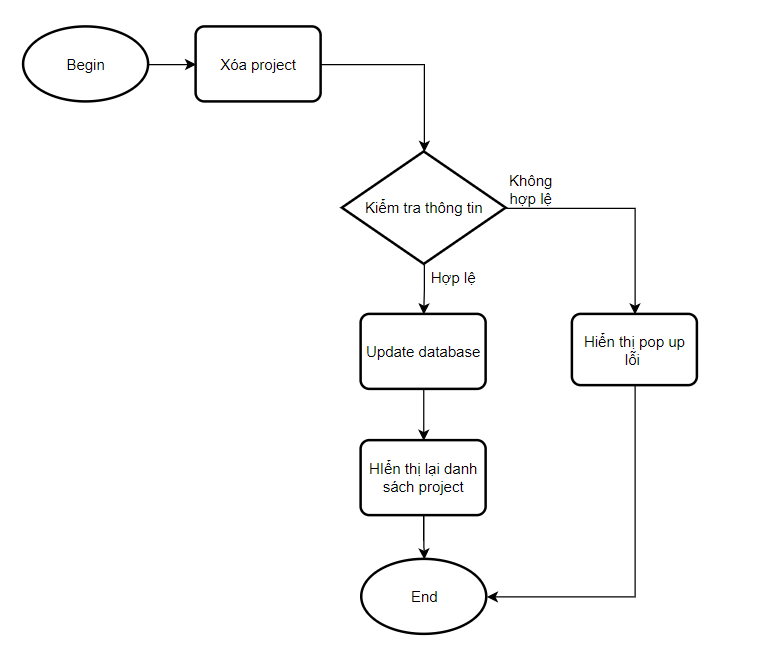 Begin
Xóa project
Kiểm tra thông tin
Không
hợp lệ
Hợp lệ
Update database
Hiển thị pop up
lỗi
HIển thị lại danh
sách project
End